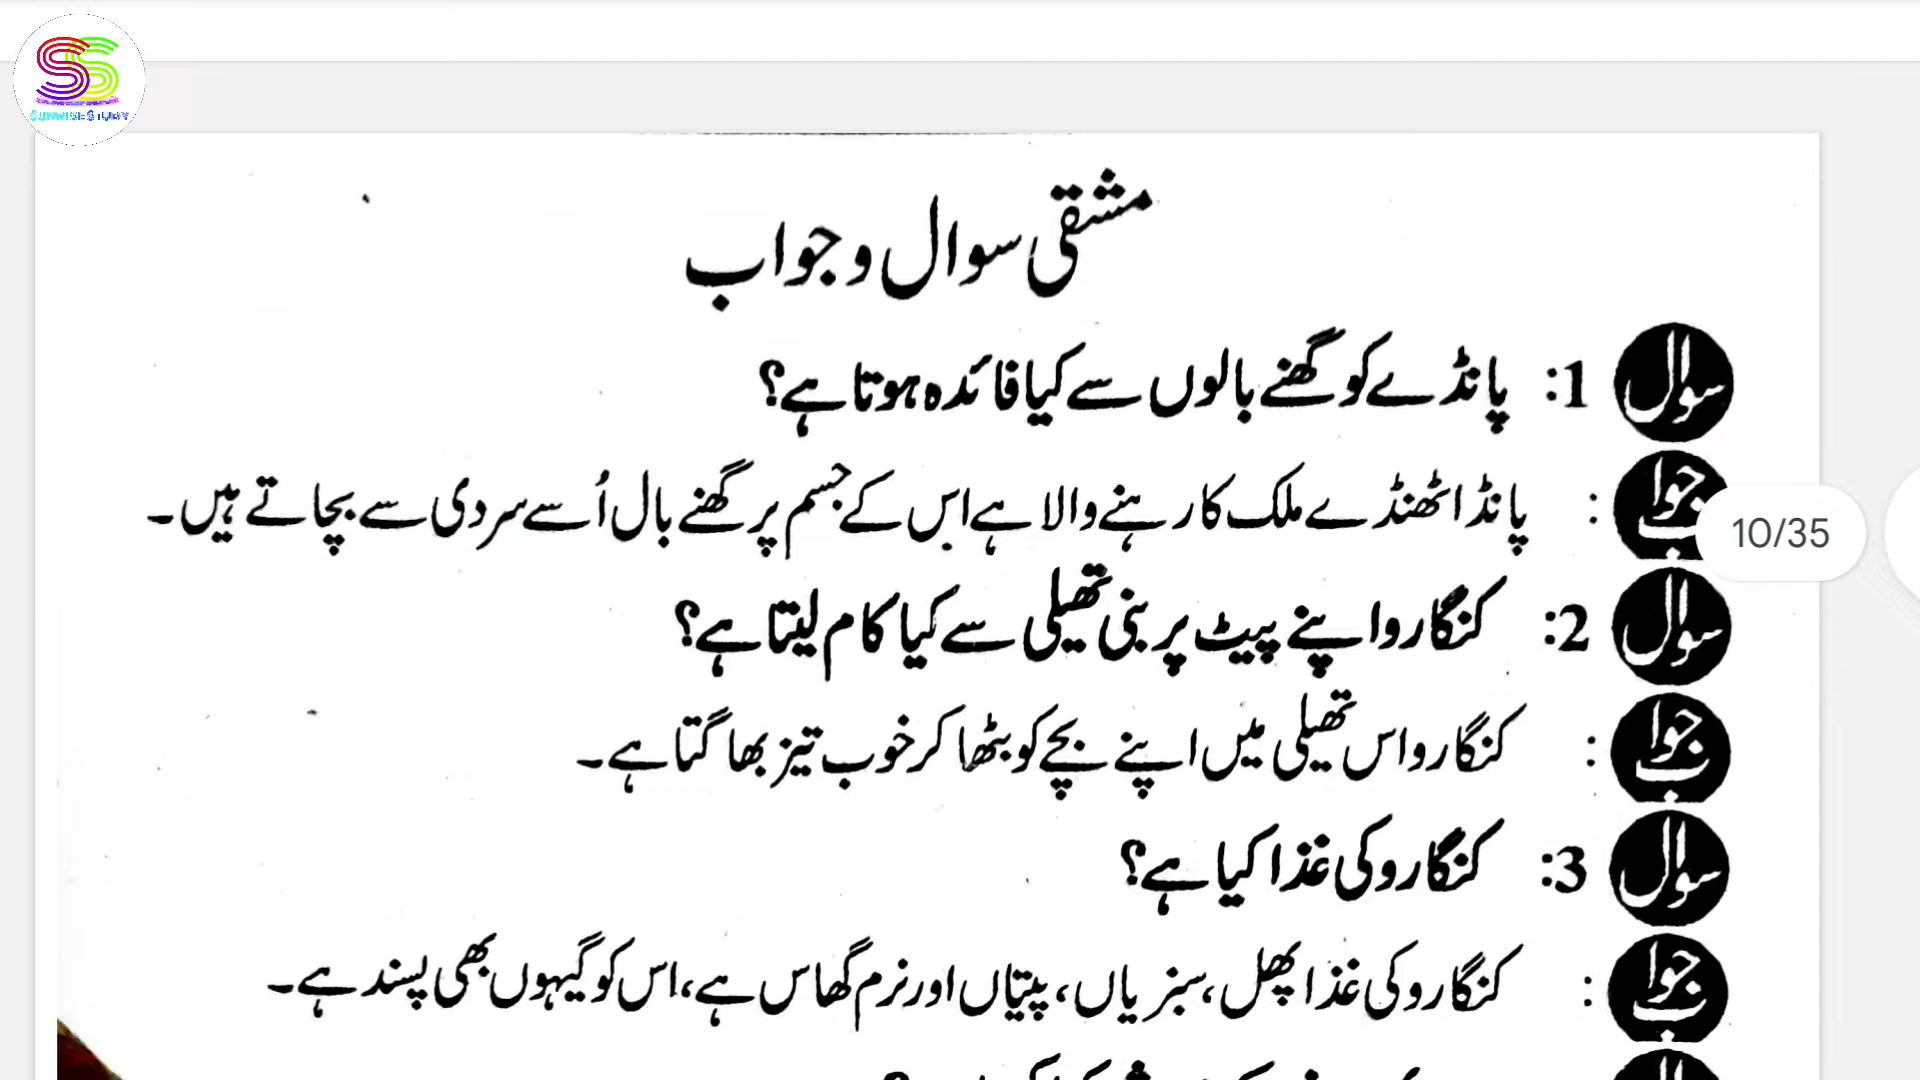 SUNRISE STUDY
مشقی سوال و جواب
سوال 1: پانڈے کو گھنے بالوں سے کیا فائدہ ہوتا ہے؟
جواب : پانڈا ٹھنڈے ملک کا رہنے والا ہے اس کے جسم پر گھنے بال اُسے سردی سے بچاتے ہیں۔
10/35
سوال 2: کنگارو اپنے پیٹ پر بنی تھیلی سے کیا کام لیتا ہے؟
جواب : کنگارو اس تھیلی میں اپنے بچے کو بٹھا کر خوب تیز بھاگتا ہے۔
سوال 3: کنگارو کی غذا کیا ہے؟
جواب : کنگارو کی غذا پھل، سبزیاں، پتیاں اور نرم گھاس ہے، اس کو گیہوں بھی پسند ہے۔